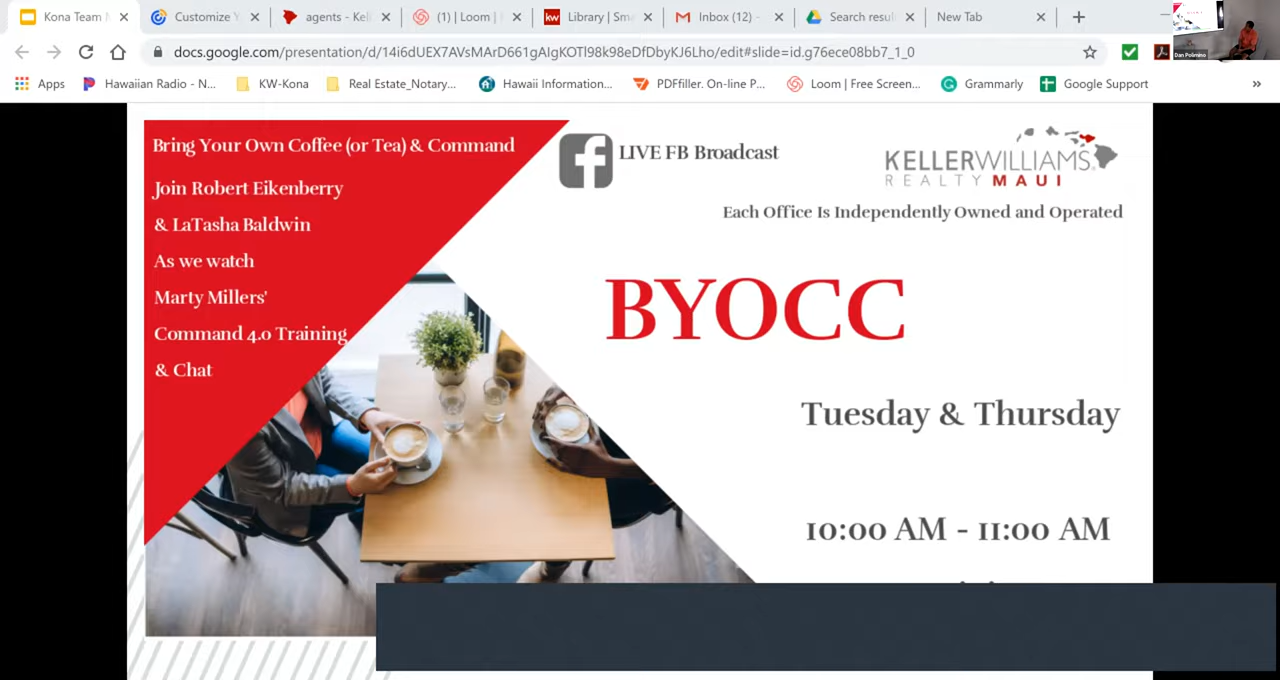 Kona Team M
Customize Y
agents - Kell
(1) | Loom |
Library | Sma
Inbox (12) -
Search resul
New Tab
docs.google.com/presentation/d/14i6dUEX7AVsMArD661gAIgKOTl98k98eDfDbyKJ6Lho/edit#slide=id.g76ece08bb7_1_0
Dan Polimino
Apps
Hawaiian Radio - N...
KW-Kona
Real Estate_Notary...
Hawaii Information...
PDFfiller. On-line P...
Loom | Free Screen...
Grammarly
Google Support
»
Bring Your Own Coffee (or Tea) & Command
Join Robert Eikenberry
& LaTasha Baldwin
As we watch
Marty Millers'
Command 4.0 Training
& Chat
LIVE FB Broadcast
KELLERWILLIAMS.
REALTY MAUI
Each Office Is Independently Owned and Operated
BYOCC
Tuesday & Thursday
10:00 AM - 11:00 AM